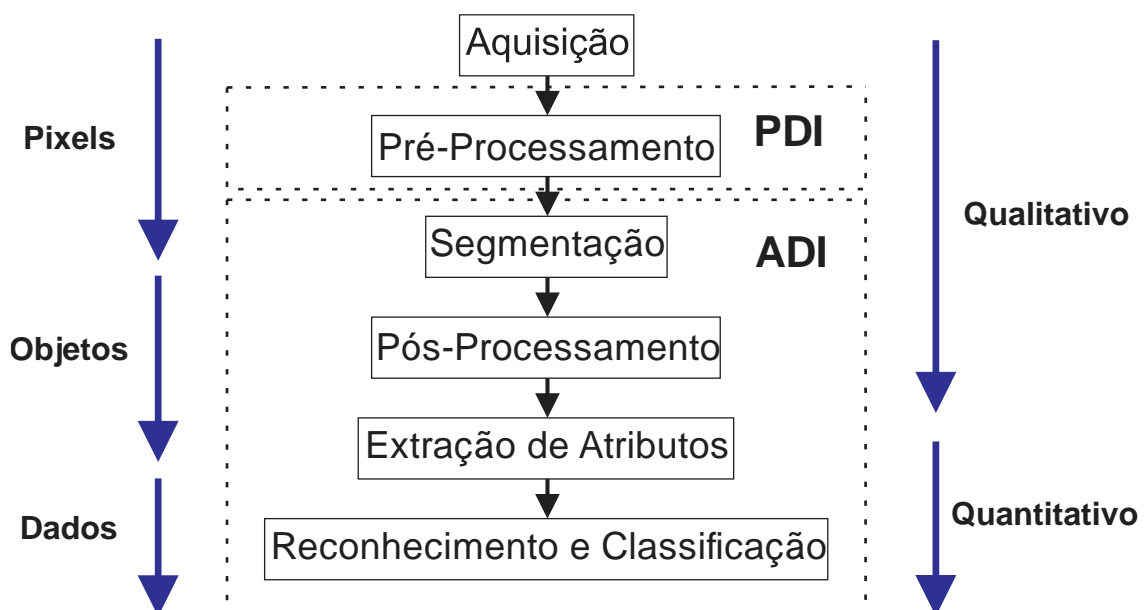 Aquisição
Pixels
Pré-Processamento
PDI
Qualitativo
Segmentação
ADI
Objetos
Pós-Processamento
Extração de Atributos
Dados
Quantitativo
Reconhecimento e Classificação